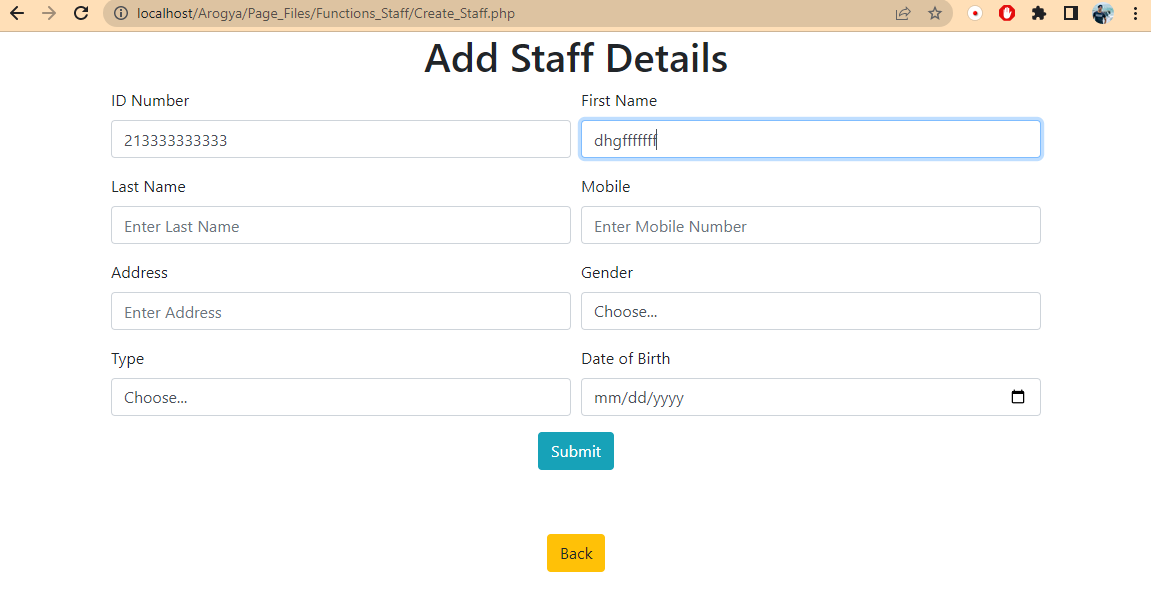 localhost/Arogya/Page_Files/Functions_Staff/Create_Staff.php
Add Staff Details
ID Number
First Name
213333333333
dhgfffffff
Last Name
Mobile
Enter Last Name
Enter Mobile Number
Address
Gender
Enter Address
Choose...
Type
Date of Birth
Choose...
mm/dd/yyyy
Submit
Back